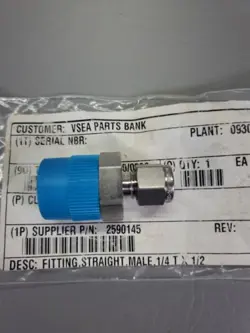 CUSTOMER: VSEA PARTS BANK PLANT: 0930
(1T) SERIAL NBR:
QTY: 1 EA
(1P) SUPPLIER P/N: 2590145 REV:
DESC: FITTING,STRAIGHT,MALE,1/4 T X 1/2